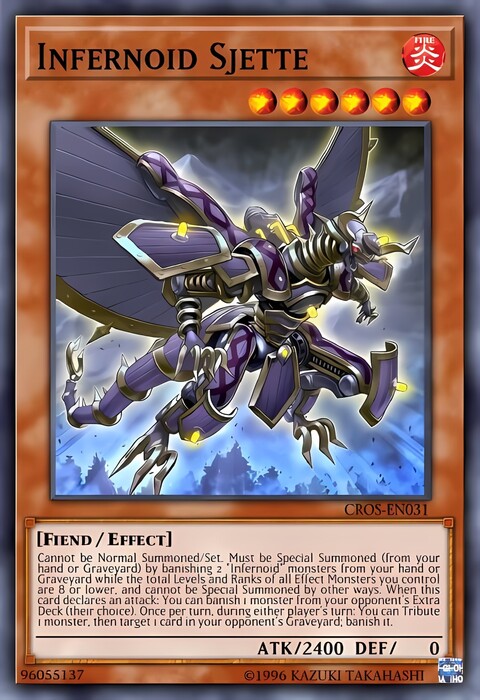 INFERNOID SJETTE
FIRE
炎
CROS-EN031
[FIEND / EFFECT]
Cannot be Normal Summoned/Set. Must be Special Summoned (from your
hand or Graveyard) by banishing 2 "Infernoid" monsters from your hand or
Graveyard while the total Levels and Ranks of all Effect Monsters you control
are 8 or lower, and cannot be Special Summoned by other ways. When this
card declares an attack: You can banish 1 monster from your opponent's Extra
Deck (their choice). Once per turn, during either player's turn: You can Tribute
1 monster, then target 1 card in your opponent's Graveyard; banish it.
ATK/2400 DEF/ 0
96055137 ©1996 KAZUKI TAKAHASHI